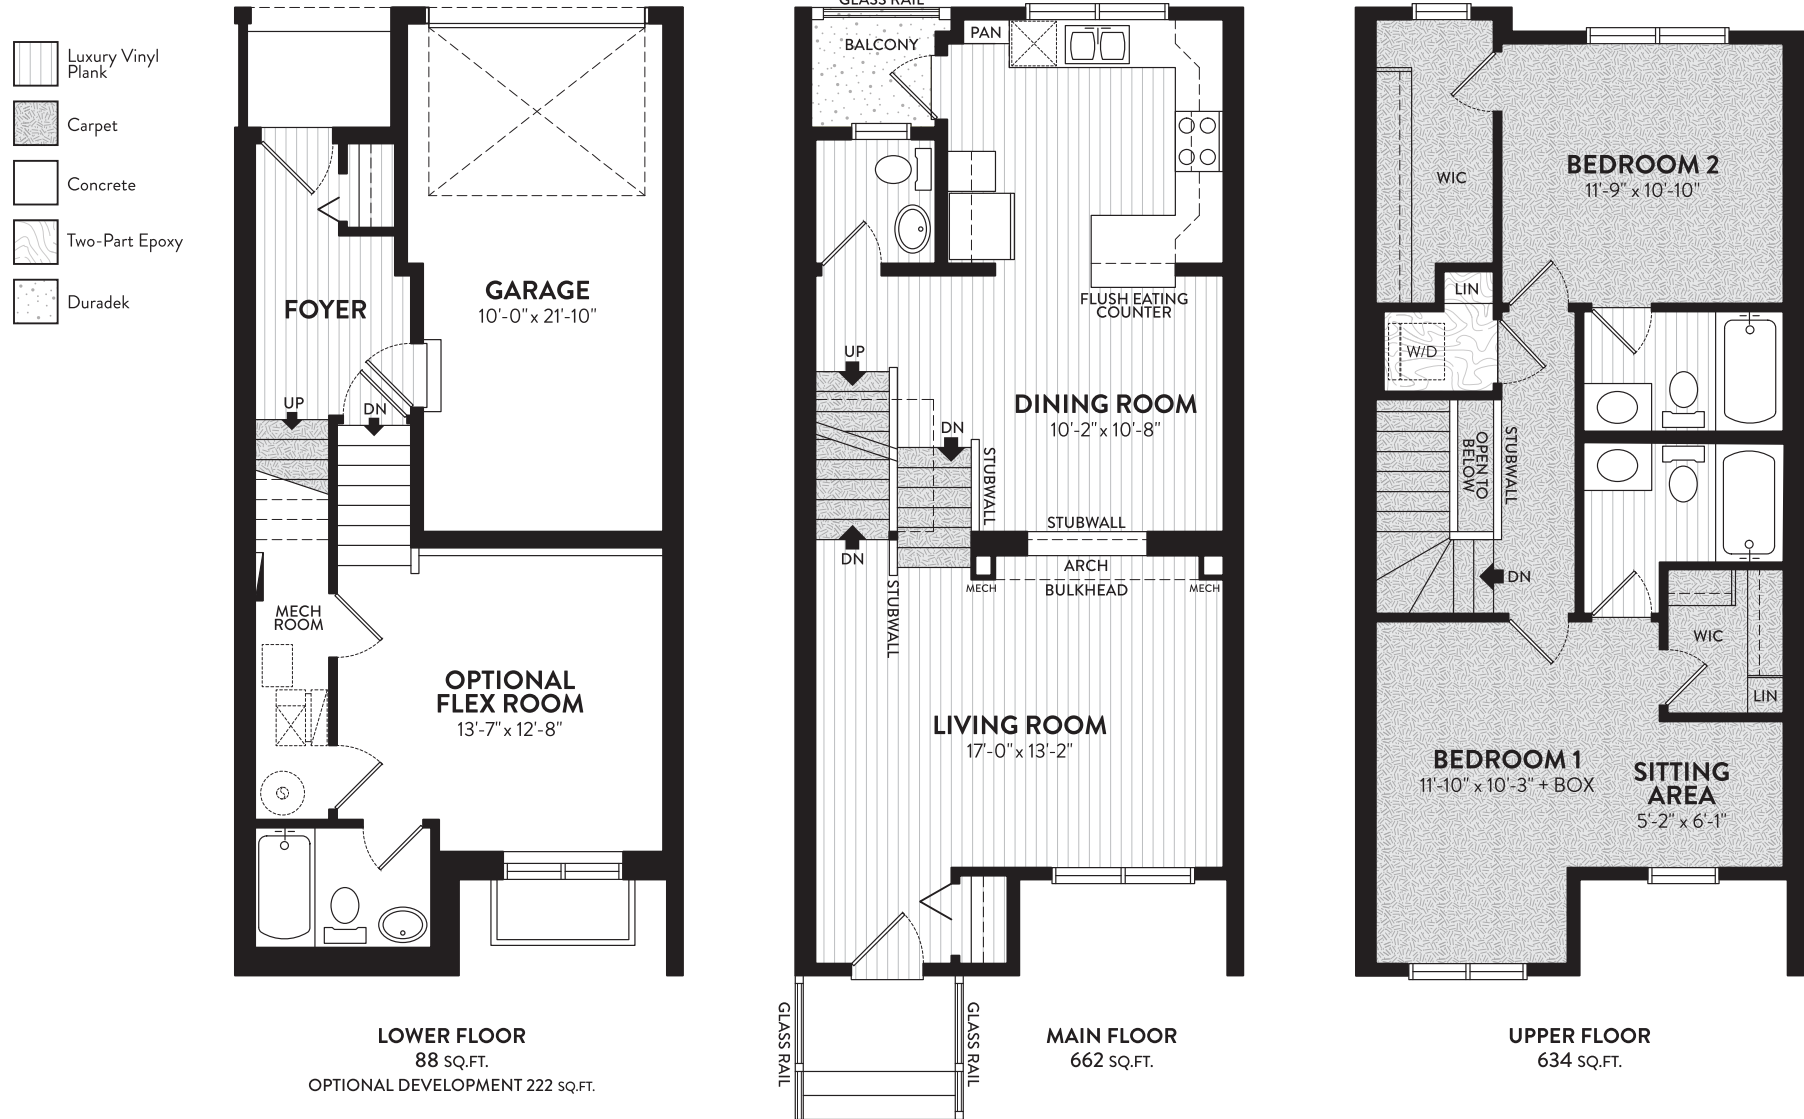 Luxury Vinyl
Plank
Carpet
Concrete
Two-Part Epoxy
Duradek
FOYER
GARAGE
10'-0" x 21'-10"
UP
DN
MECH
ROOM
OPTIONAL
FLEX ROOM
13'-7" x 12'-8"
LOWER FLOOR
88 SQ.FT.
OPTIONAL DEVELOPMENT 222 SQ.FT.
GLASS RAIL
BALCONY
PAN
FLUSH EATING
COUNTER
UP
DINING ROOM
10'-2" x 10'-8"
DN
STUBWALL
STUBWALL
DN
ARCH
MECH
BULKHEAD
MECH
STUBWALL
LIVING ROOM
17'-0" x 13'-2"
GLASS RAIL
GLASS RAIL
MAIN FLOOR
662 SQ.FT.
BEDROOM 2
11'-9" x 10'-10"
WIC
LIN
W/D
OPEN TO
BELOW
STUBWALL
DN
WIC
LIN
BEDROOM 1
11'-10" x 10'-3" + BOX
SITTING
AREA
5'-2" x 6'-1"
UPPER FLOOR
634 SQ.FT.